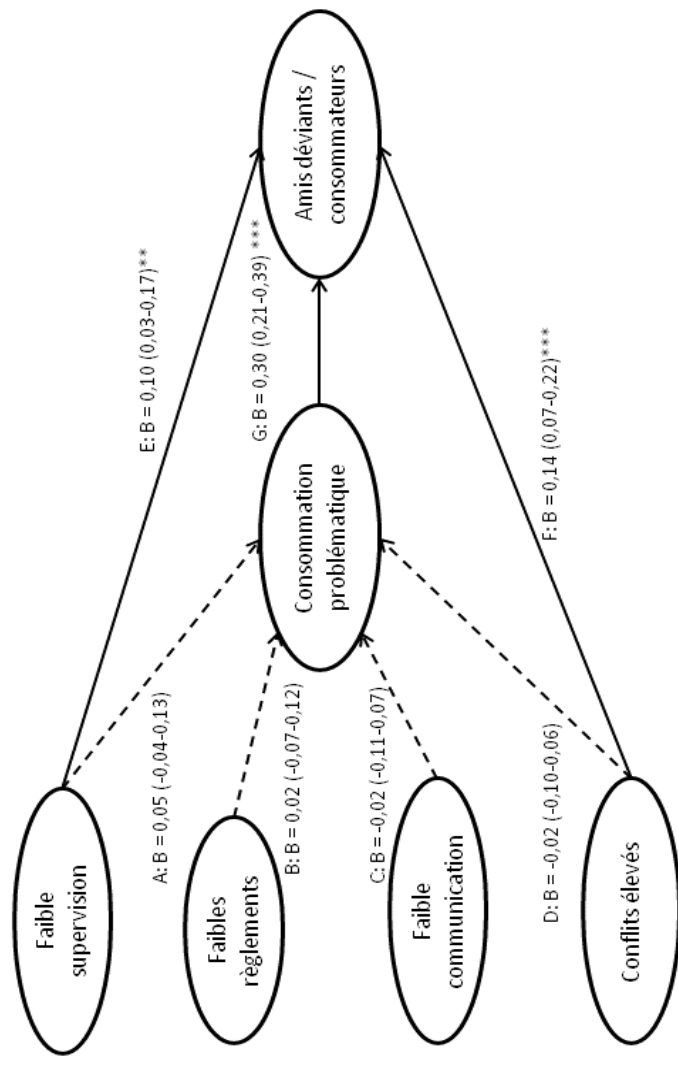 Faible
supervision
Faibles
règlements
Faible
communication
Conflits élevés
A: B = 0,05 (-0,04-0,13)
B: B = 0,02 (-0,07-0,12)
C: B = -0,02 (-0,11-0,07)
D: B = -0,02 (-0,10-0,06)
Consommation
problématique
E: B = 0,10 (0,03-0,17)**
G: B = 0,30 (0,21-0,39) ***
F: B = 0,14 (0,07-0,22)***
Amis déviants /
consommateurs